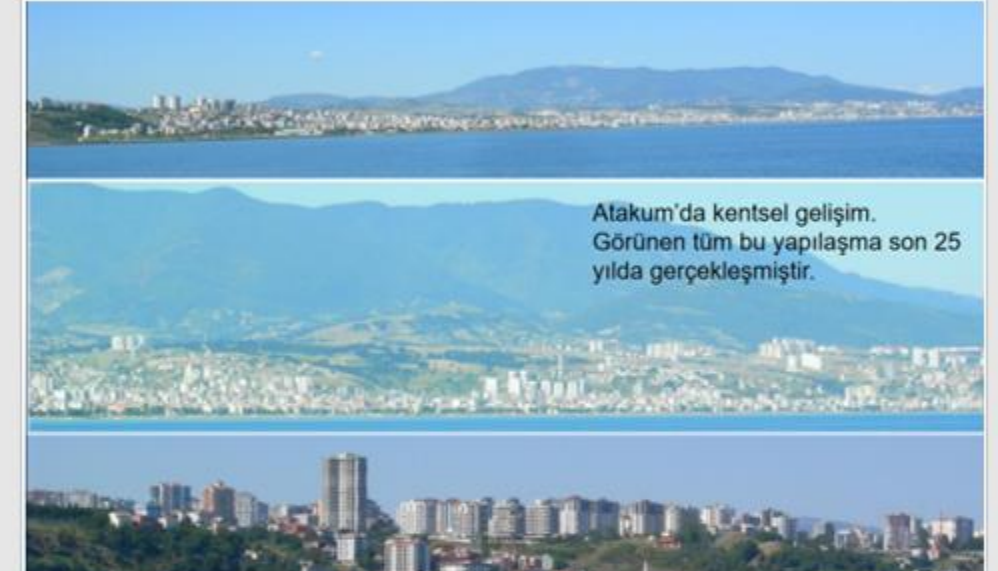 Atakum'da kentsel gelişim.
Görünen tüm bu yapılaşma son 25
yılda gerçekleşmiştir.